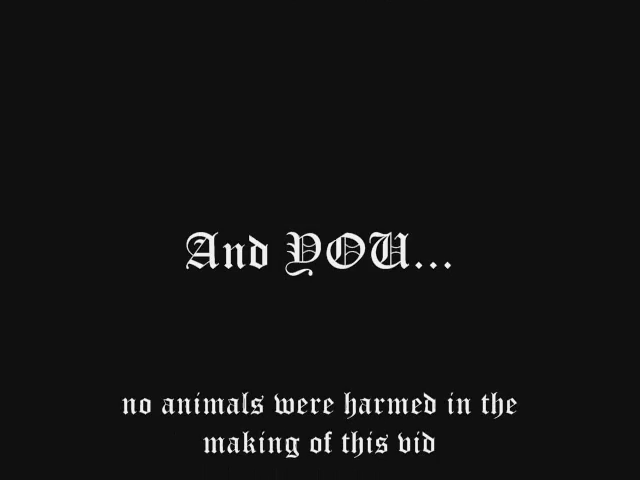 And YOU...
no animals were harmed in the
making of this vid